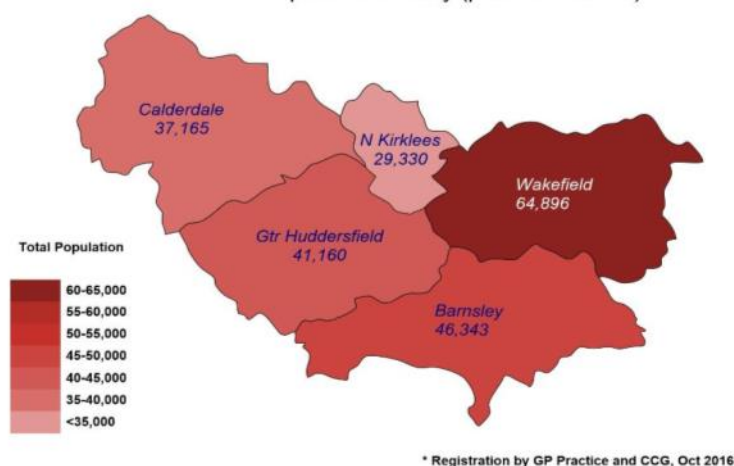 Calderdale
37,165
N Kirklees
29,330
Wakefield
64,896
Gtr Huddersfield
41,160
Barnsley
46,343
Total Population
60-65,000
55-60,000
50-55,000
45-50,000
40-45,000
35-40,000
<35,000
* Registration by GP Practice and CCG, Oct 2016